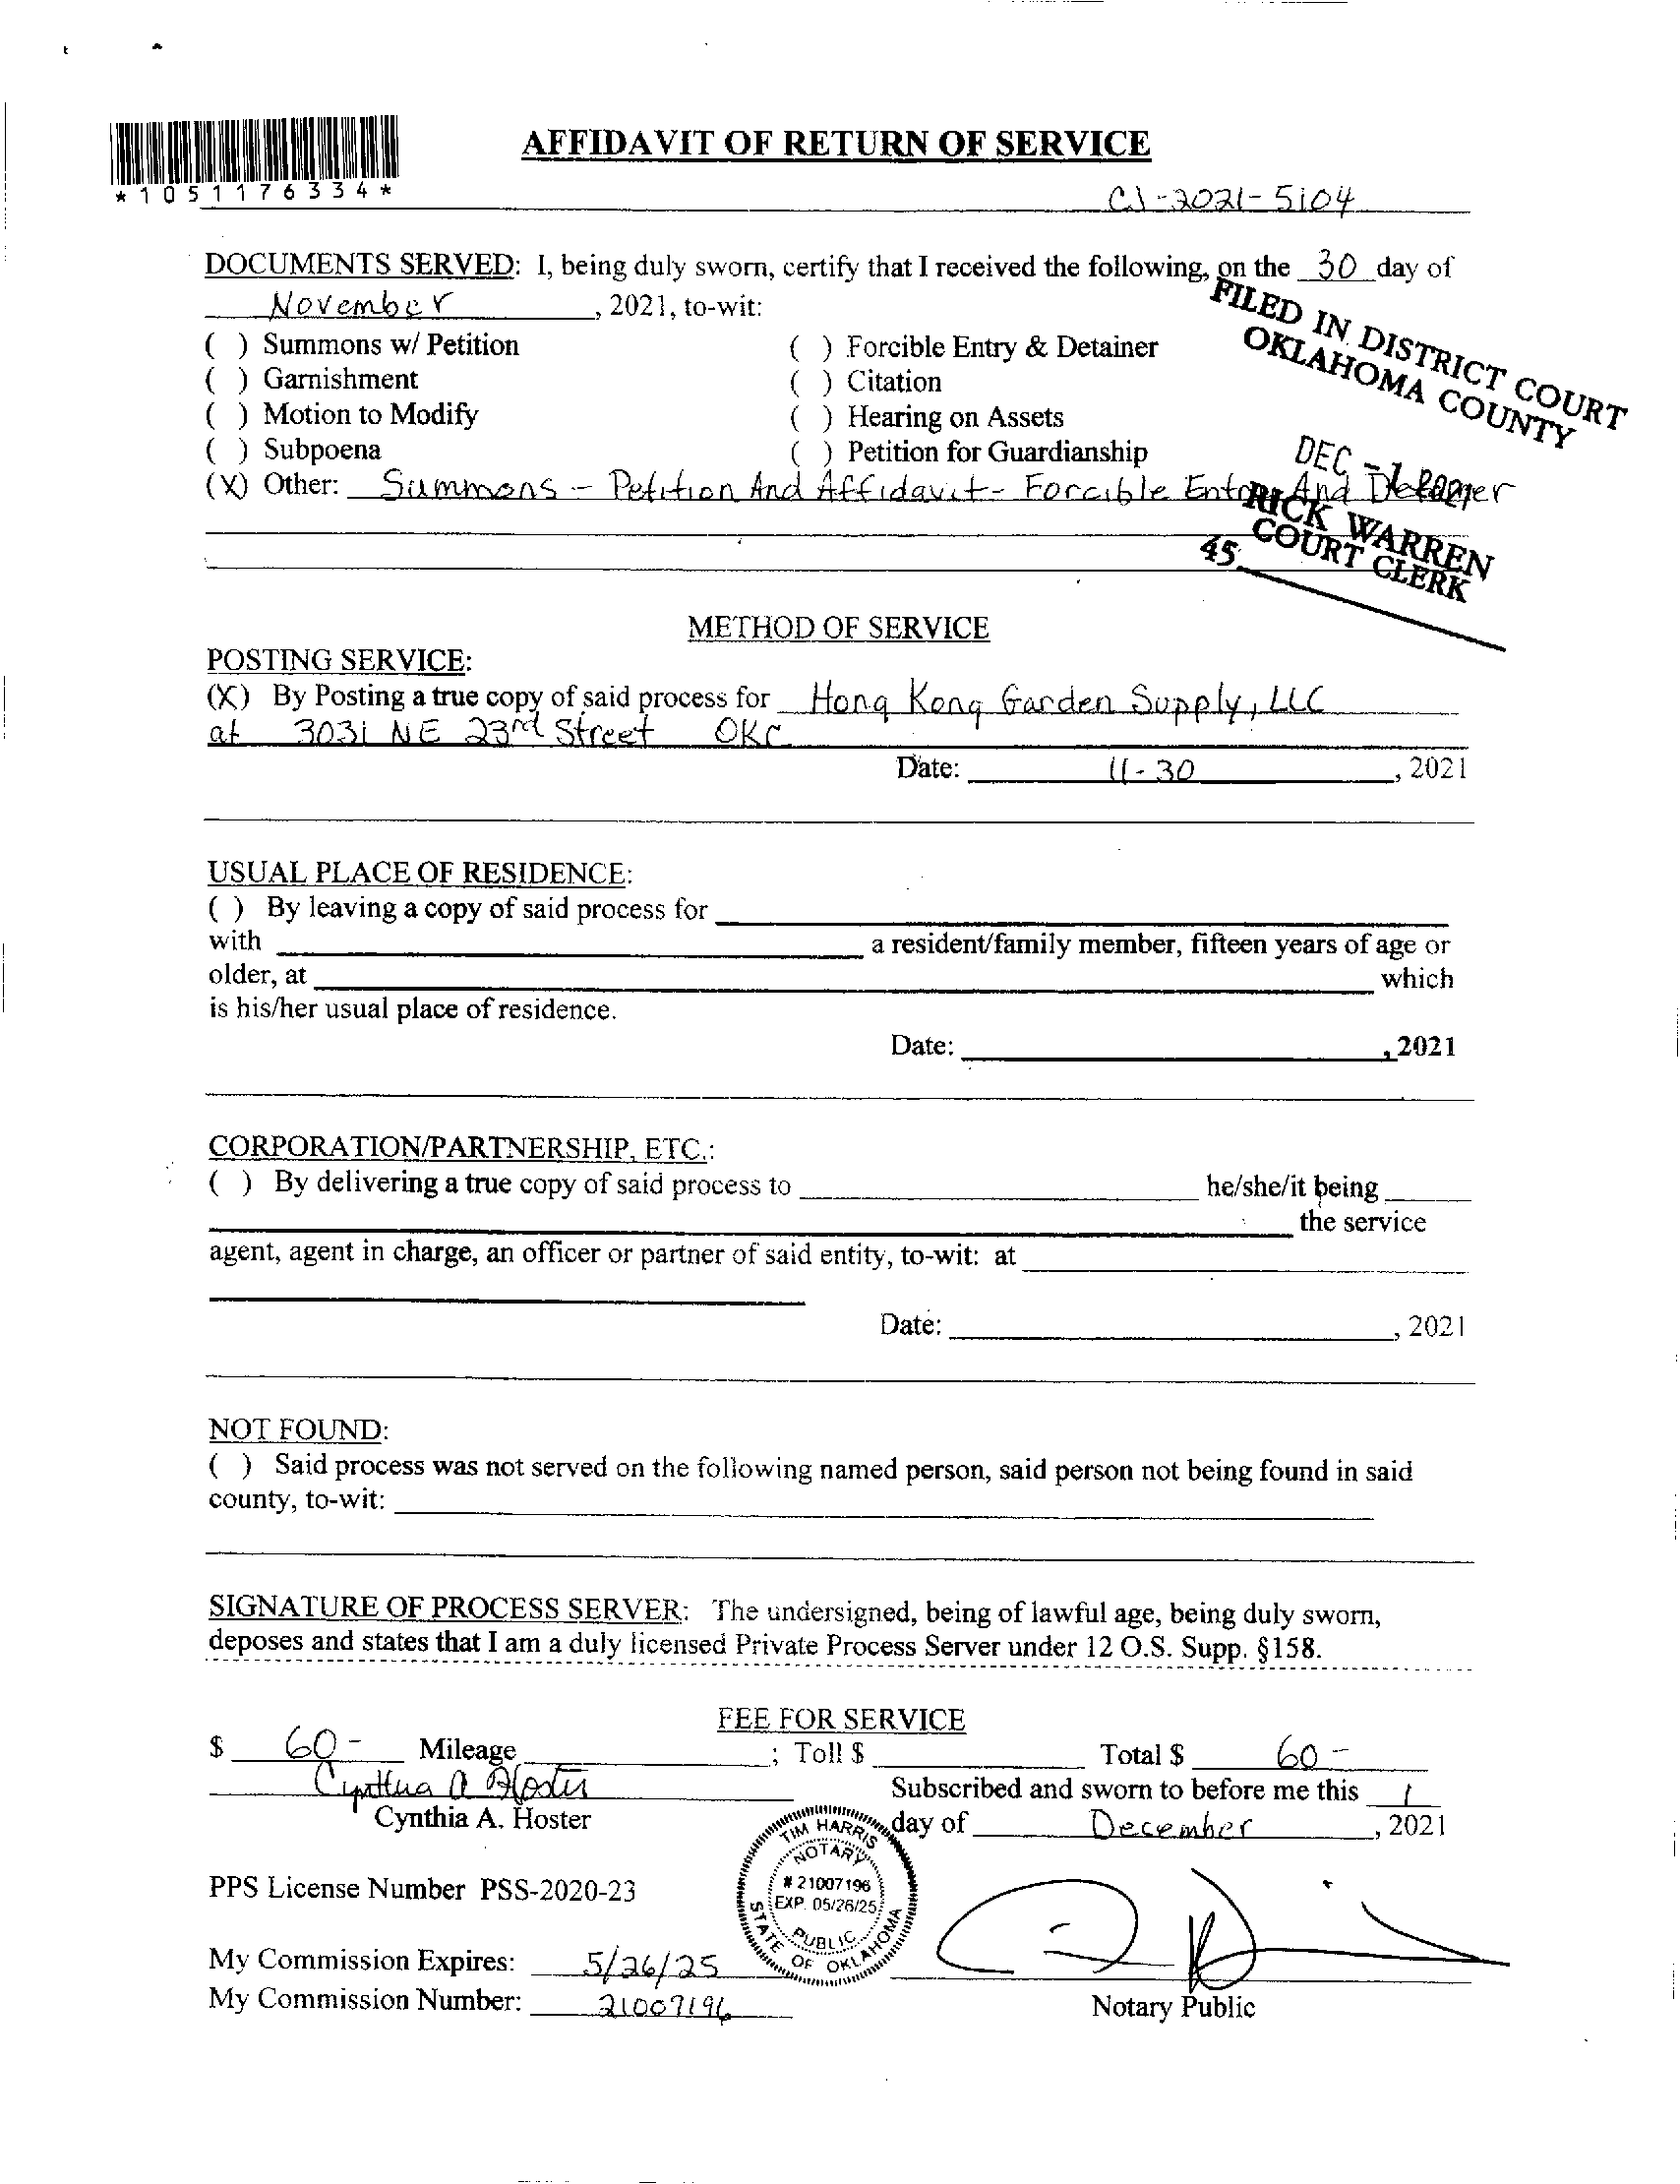 AFFIDAVIT OF RETURN OF SERVICE
*1051176334*
CJ-2021-5104
DOCUMENTS SERVED: I, being duly sworn, certify that I received the following, on the 30 day of
November, 2021, to-wit:
( ) Summons w/ Petition ( ) Forcible Entry & Detainer
( ) Garnishment ( ) Citation
( ) Motion to Modify ( ) Hearing on Assets
( ) Subpoena ( ) Petition for Guardianship
(X) Other: Summons - Petition And Affidavit - Forcible Entry And Detainer
FILED IN DISTRICT COURT
OKLAHOMA COUNTY
DEC -1 2021
RICK WARREN
COURT CLERK
45
METHOD OF SERVICE
POSTING SERVICE:
(X) By Posting a true copy of said process for Hong Kong Garden Supply, LLC
at 3031 NE 23rd Street OKC
Date: 11-30, 2021
USUAL PLACE OF RESIDENCE:
( ) By leaving a copy of said process for
with a resident/family member, fifteen years of age or
older, at which
is his/her usual place of residence.
Date: , 2021
CORPORATION/PARTNERSHIP, ETC.:
( ) By delivering a true copy of said process to he/she/it being
the service
agent, agent in charge, an officer or partner of said entity, to-wit: at
Date: , 2021
NOT FOUND:
( ) Said process was not served on the following named person, said person not being found in said
county, to-wit:
SIGNATURE OF PROCESS SERVER: The undersigned, being of lawful age, being duly sworn,
deposes and states that I am a duly licensed Private Process Server under 12 O.S. Supp. §158.
FEE FOR SERVICE
$ 60- Mileage ; Toll $ Total $ 60-
Cynthia A Hoster
Subscribed and sworn to before me this 1
Cynthia A. Hoster
day of December, 2021
TIM HARRIS
NOTARY
# 21007196
EXP. 05/26/25
PUBLIC
STATE OF OKLAHOMA
PPS License Number PSS-2020-23
My Commission Expires: 5/26/25
My Commission Number: 21007196
Notary Public